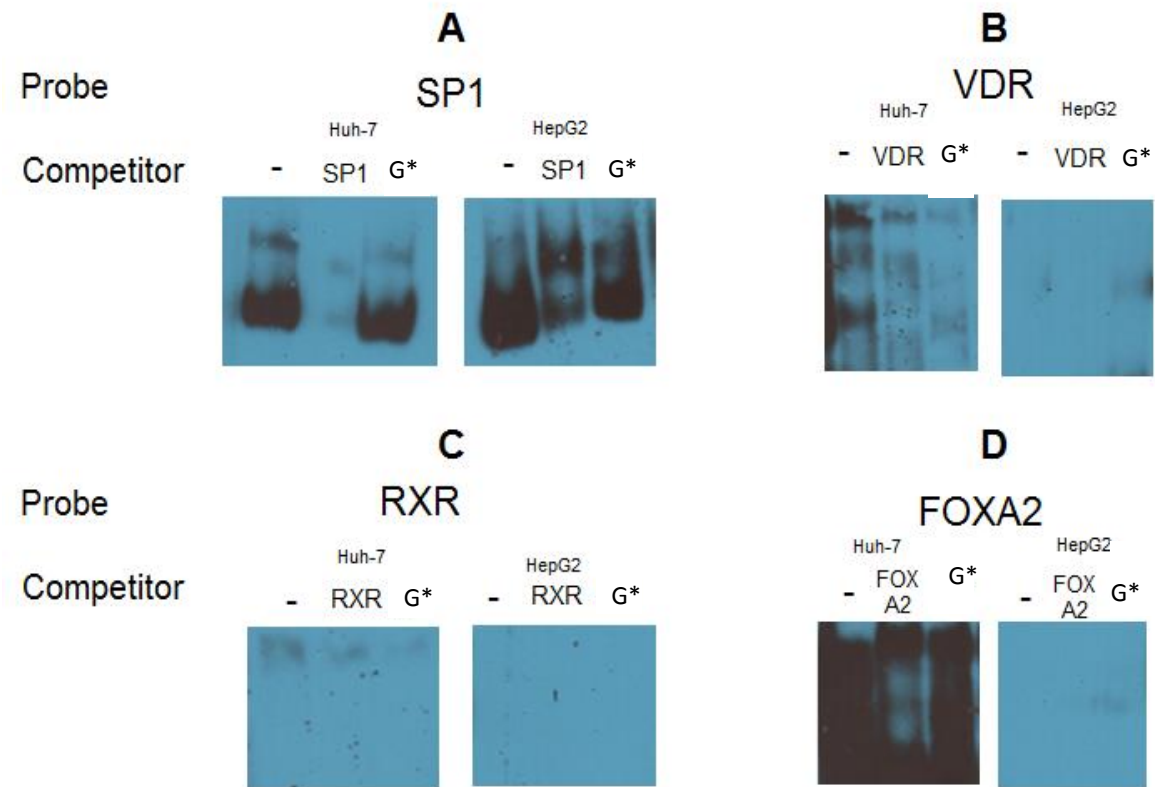 A
B
Probe SP1 VDR
Huh-7 HepG2 Huh-7 HepG2
Competitor - SP1 G* - SP1 G* - VDR G* - VDR G*
C
D
Probe RXR FOXA2
Huh-7 HepG2 Huh-7 HepG2
Competitor - RXR G* - RXR G* - FOX A2 G* - FOX A2 G*